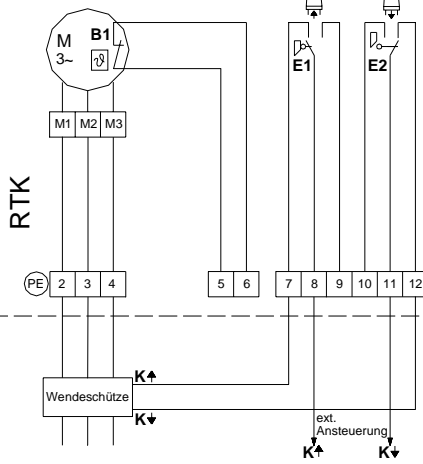 M
3~
B1
ϑ
E1
E2
M1 M2 M3
RTK
PE 2 3 4 5 6 7 8 9 10 11 12
Wendeschütze
K
K
ext.
Ansteuerung
K K